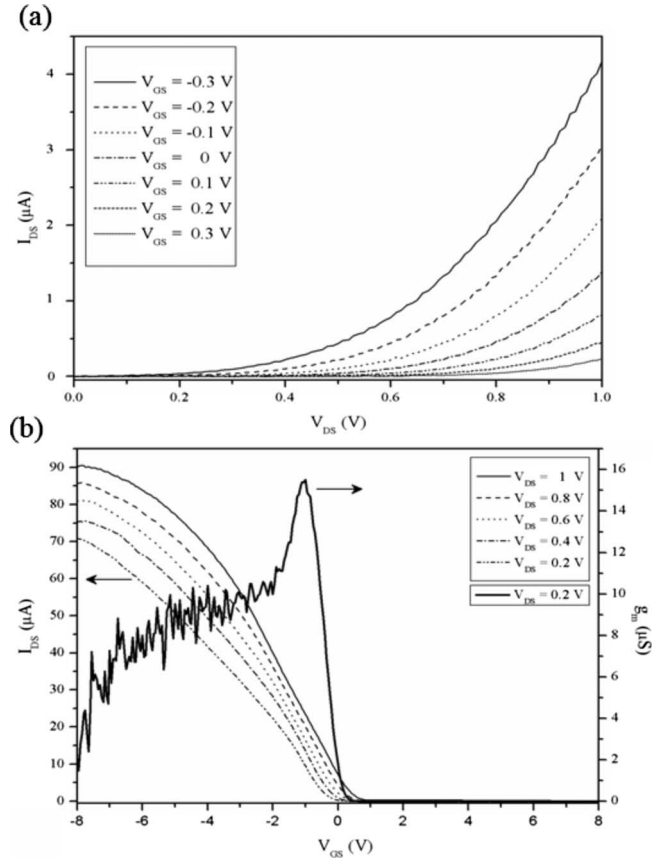 (a)
4
3
2
1
0
I_DS (μA)
V_GS = -0.3 V
V_GS = -0.2 V
V_GS = -0.1 V
V_GS = 0 V
V_GS = 0.1 V
V_GS = 0.2 V
V_GS = 0.3 V
0.0 0.2 0.4 0.6 0.8 1.0
V_DS (V)
(b)
90
80
70
60
50
40
30
20
10
0
I_DS (μA)
V_DS = 1 V
V_DS = 0.8 V
V_DS = 0.6 V
V_DS = 0.4 V
V_DS = 0.2 V
V_DS = 0.2 V
16
14
12
10
8
6
4
2
0
g_m (μS)
-8 -6 -4 -2 0 2 4 6 8
V_GS (V)